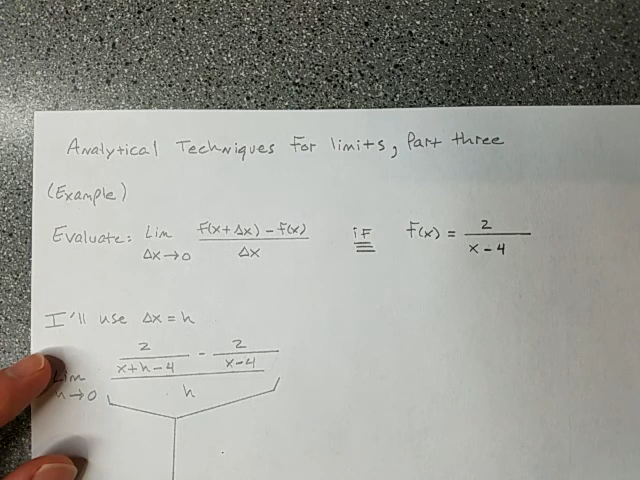 Analytical Techniques for limits, Part three
(Example)
Evaluate: Lim Δx→0 (f(x+Δx) - f(x))/Δx if f(x) = 2/(x-4)
I'll use Δx = h
Lim h→0 (2/(x+h-4) - 2/(x-4))/h